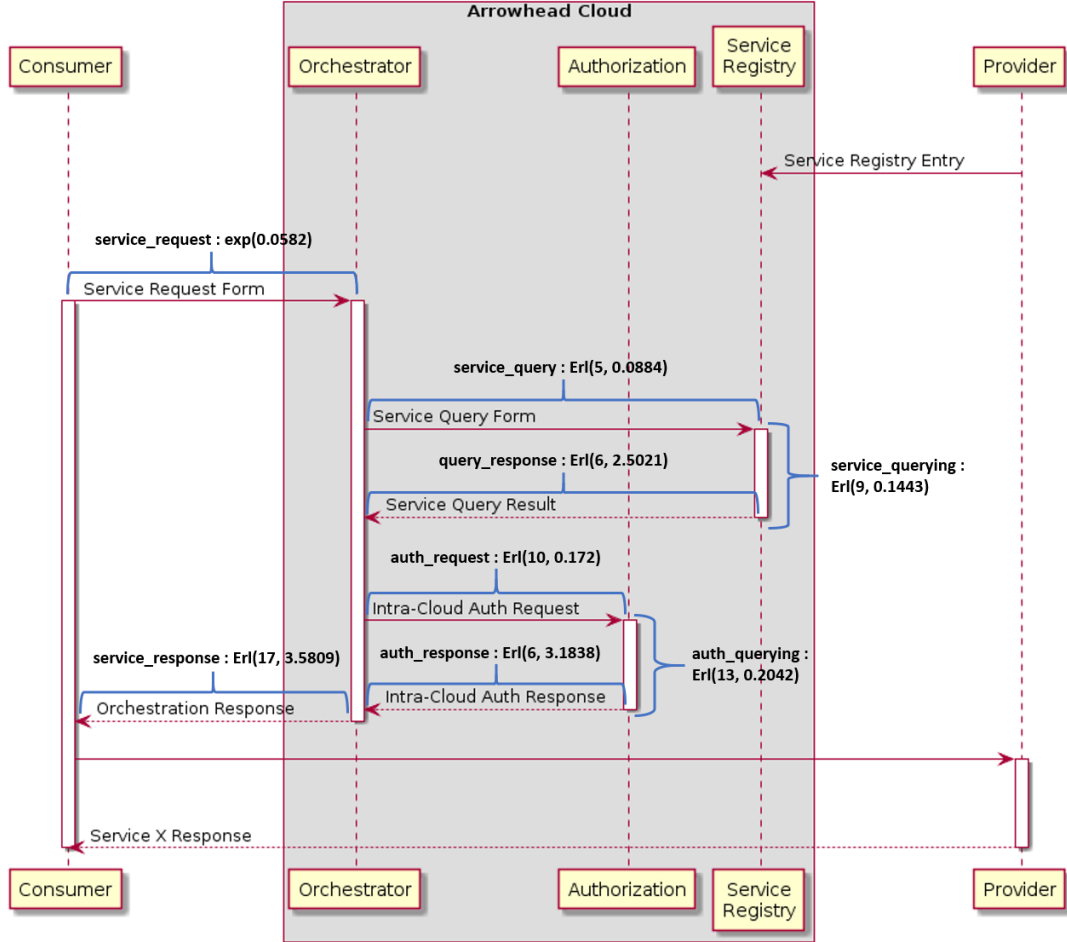 Arrowhead Cloud
Consumer
Orchestrator
Authorization
Service
Registry
Provider
Service Registry Entry
service_request : exp(0.0582)
Service Request Form
service_query : Erl(5, 0.0884)
Service Query Form
query_response : Erl(6, 2.5021)
service_querying :
Erl(9, 0.1443)
Service Query Result
auth_request : Erl(10, 0.172)
Intra-Cloud Auth Request
service_response : Erl(17, 3.5809)
auth_response : Erl(6, 3.1838)
auth_querying :
Erl(13, 0.2042)
Intra-Cloud Auth Response
Orchestration Response
Service X Response
Consumer
Orchestrator
Authorization
Service
Registry
Provider